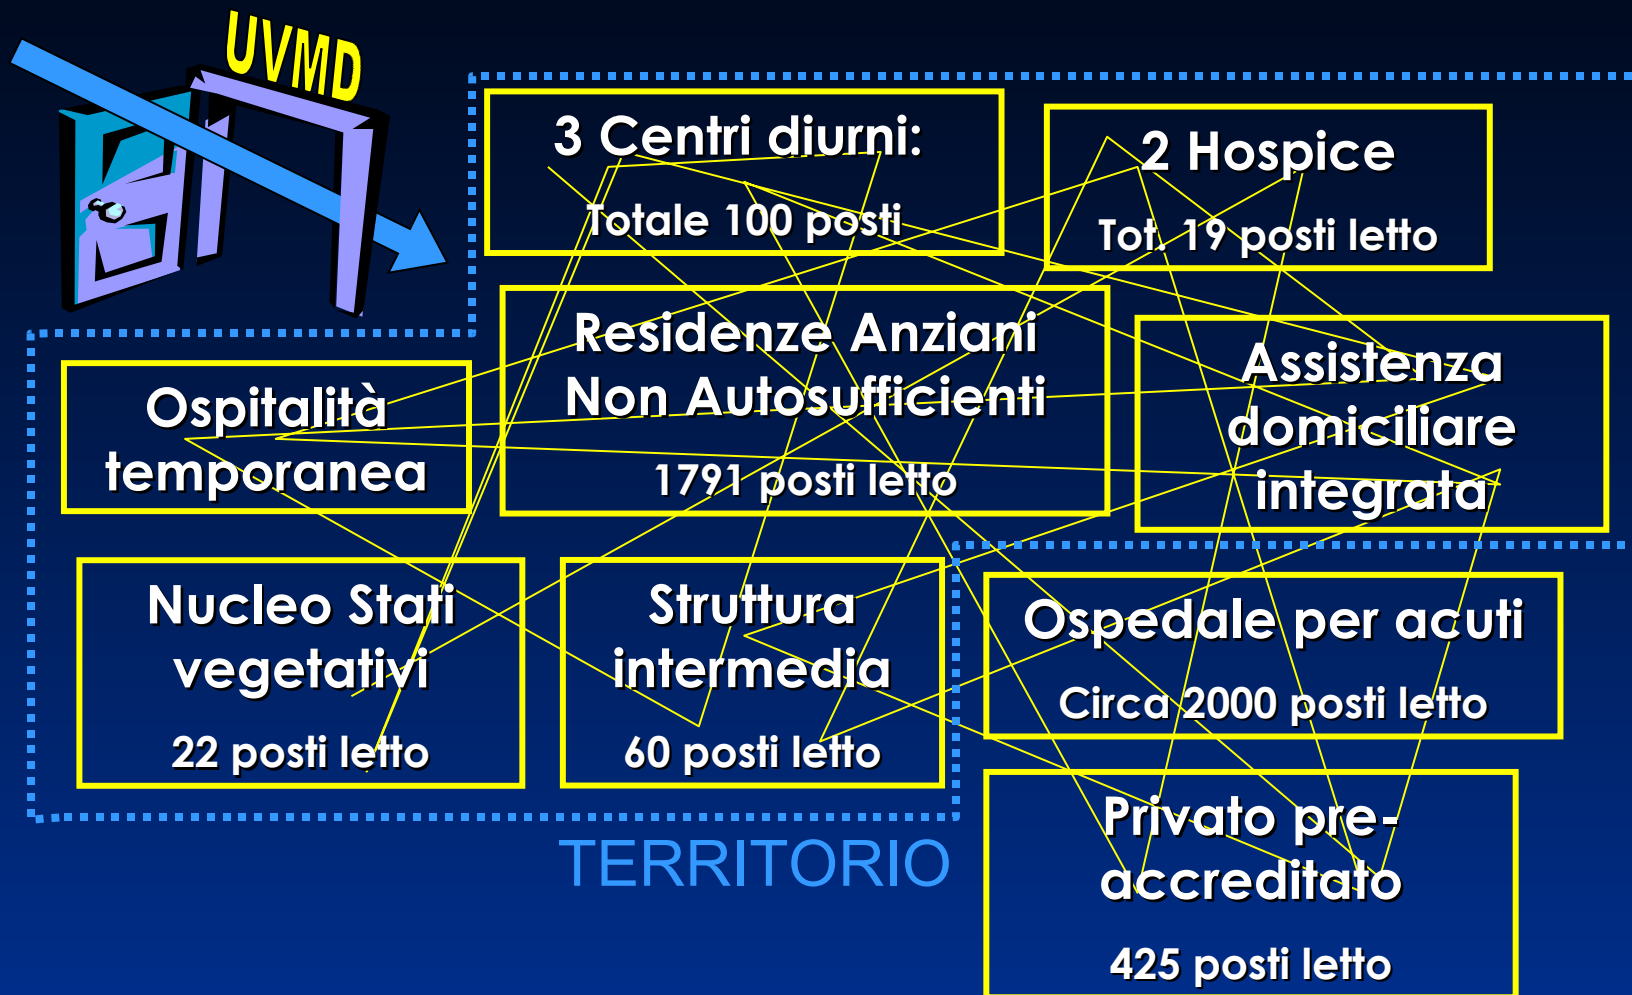 UVMD
3 Centri diurni:
Totale 100 posti
2 Hospice
Tot. 19 posti letto
Residenze Anziani
Non Autosufficienti
1791 posti letto
Ospitalità
temporanea
Assistenza
domiciliare
integrata
Nucleo Stati
vegetativi
22 posti letto
Struttura
intermedia
60 posti letto
Ospedale per acuti
Circa 2000 posti letto
Privato pre-
accreditato
425 posti letto
TERRITORIO